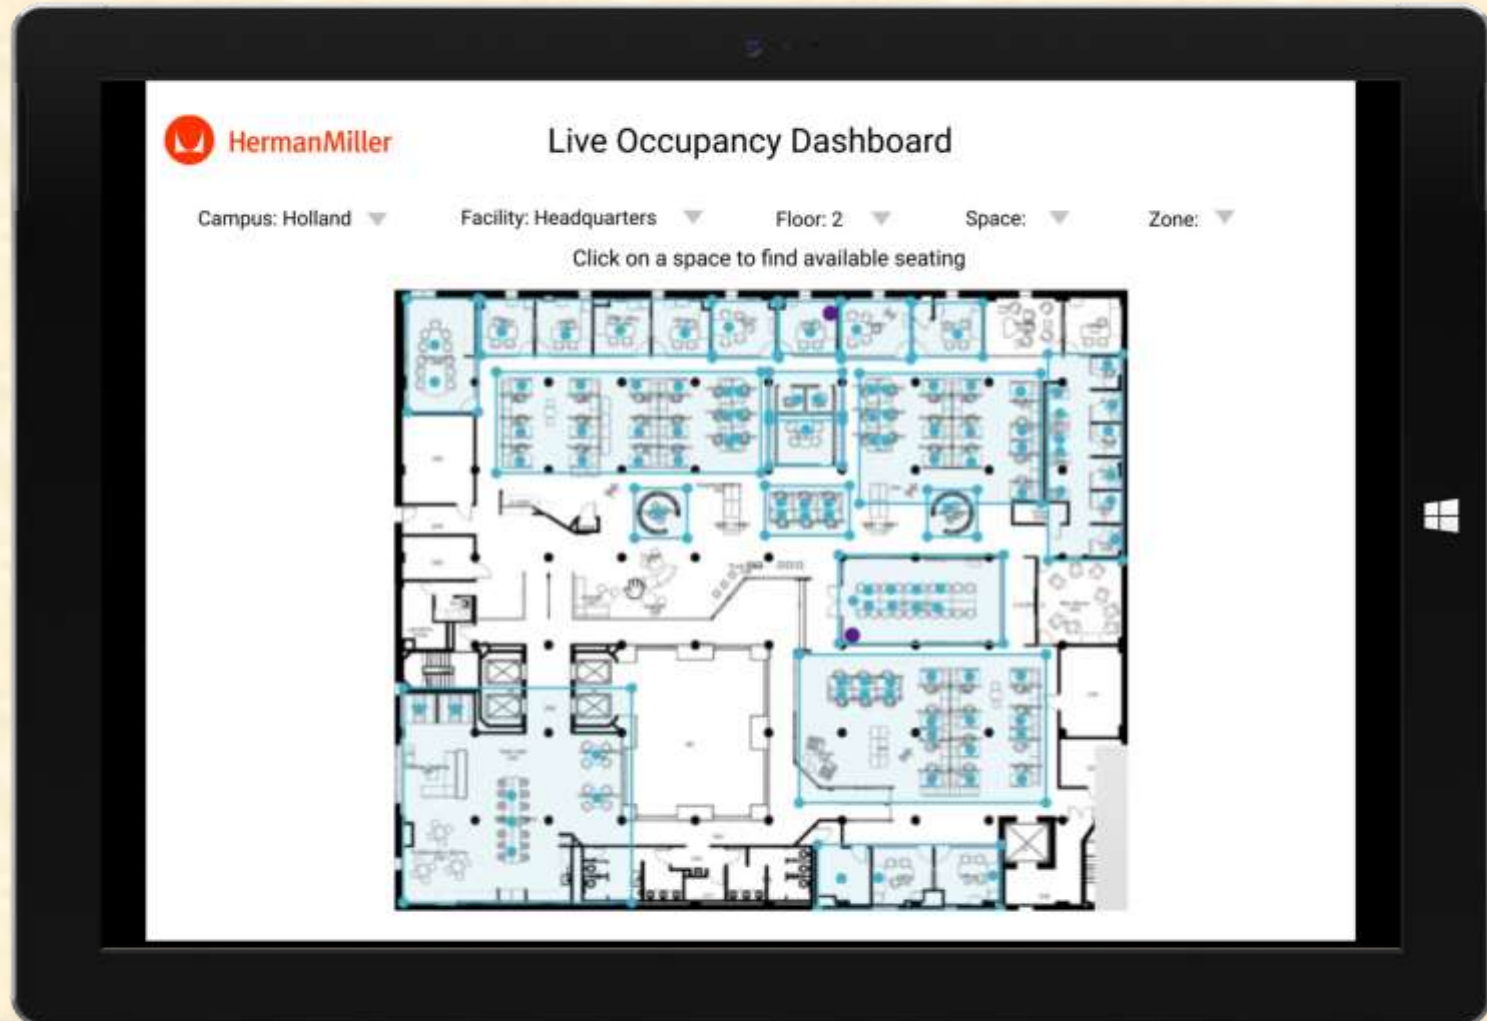 HermanMiller
Live Occupancy Dashboard
Campus: Holland
Facility: Headquarters
Floor: 2
Space:
Zone:
Click on a space to find available seating